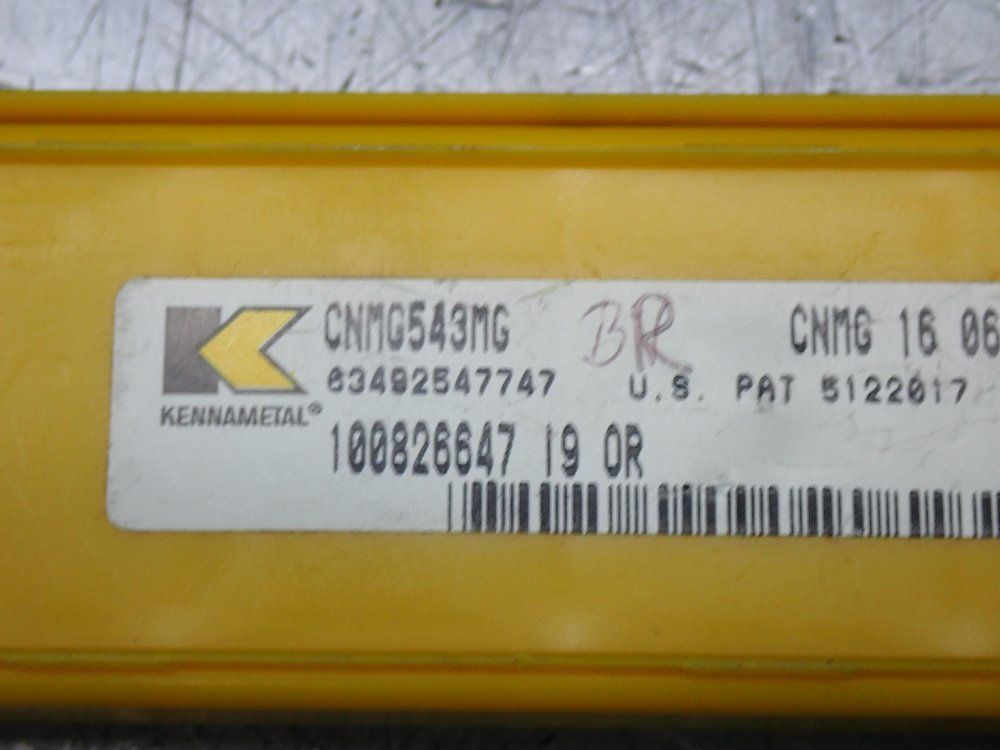 CNMG543MG BR CNMG 16 06
63492547747 U.S. PAT 5122017
KENNAMETAL®
100826647 19 OR